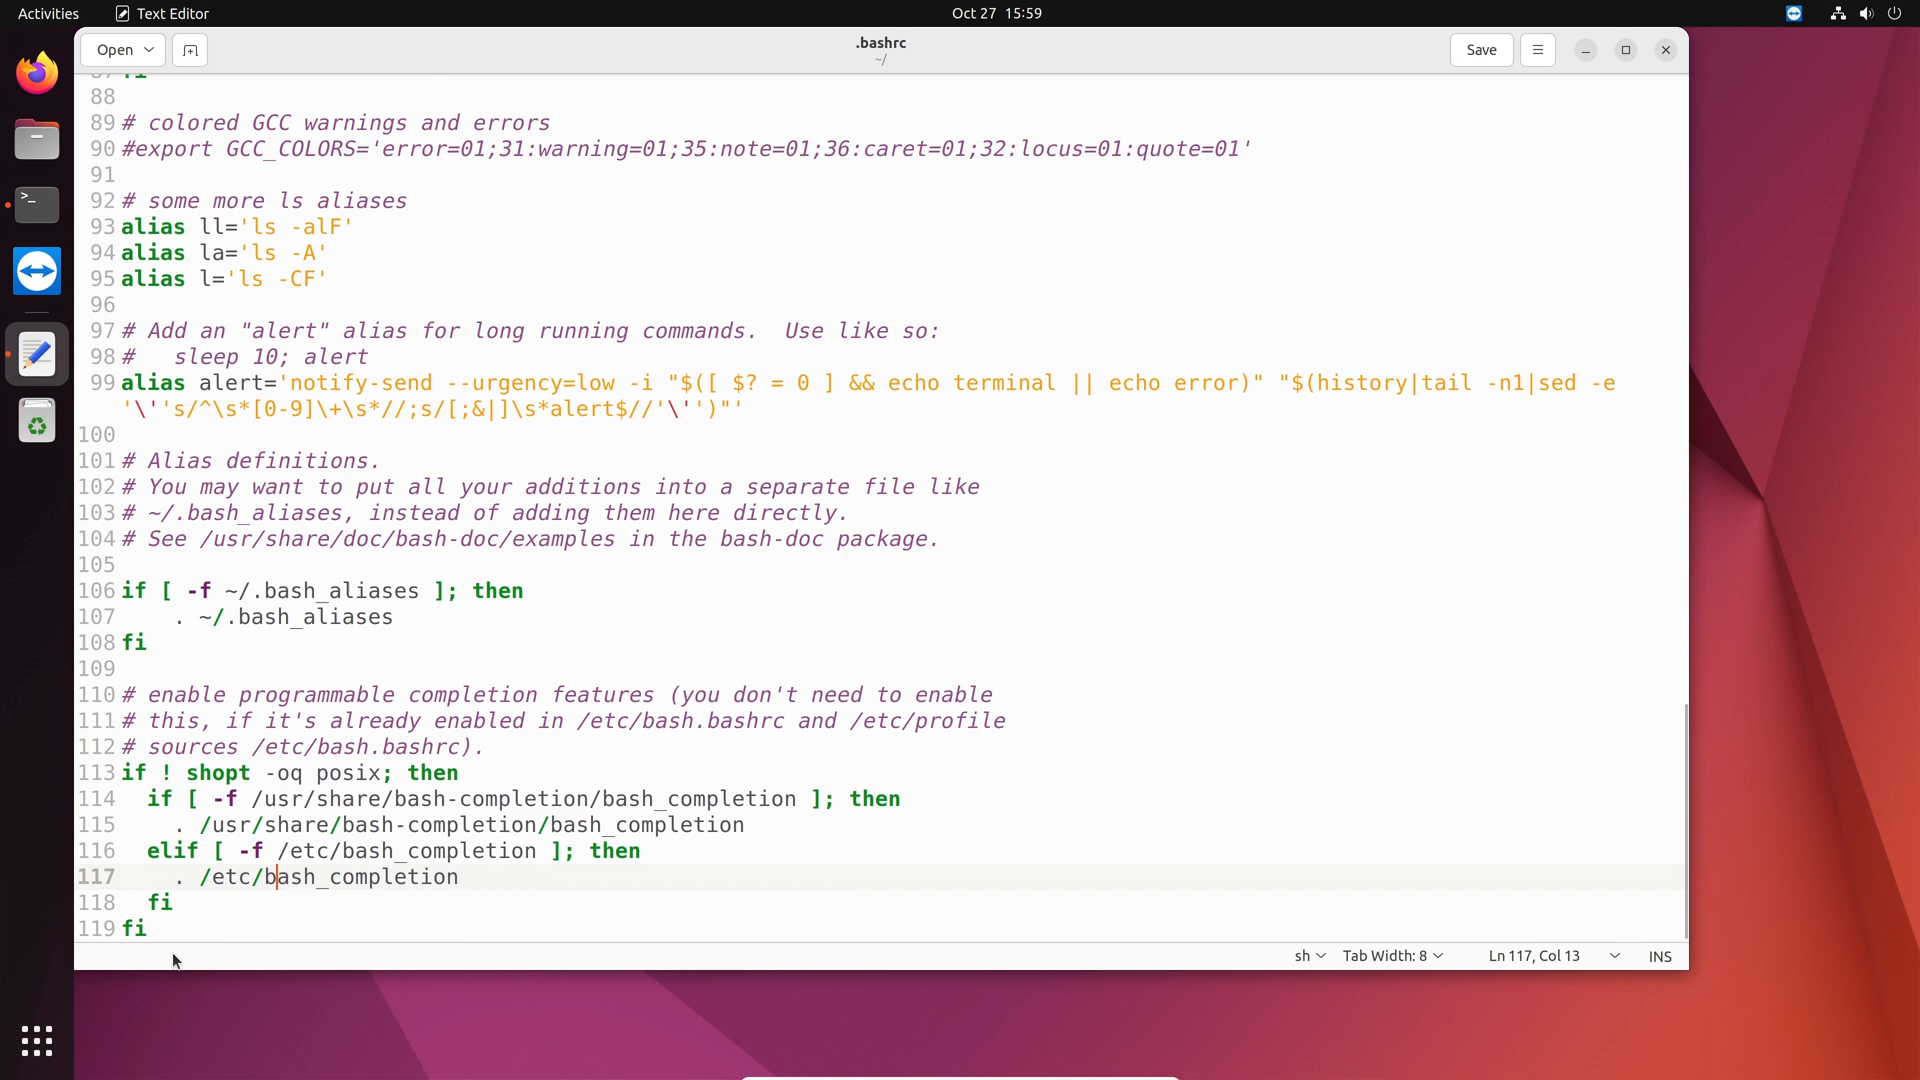 Activities Text Editor Oct 27 15:59
Open .bashrc Save
~/
87 fi
88
89 # colored GCC warnings and errors
90 #export GCC_COLORS='error=01;31:warning=01;35:note=01;36:caret=01;32:locus=01:quote=01'
91
92 # some more ls aliases
93 alias ll='ls -alF'
94 alias la='ls -A'
95 alias l='ls -CF'
96
97 # Add an "alert" alias for long running commands.  Use like so:
98 #   sleep 10; alert
99 alias alert='notify-send --urgency=low -i "$([ $? = 0 ] && echo terminal || echo error)" "$(history|tail -n1|sed -e
'\''s/^\s*[0-9]\+\s*//;s/[;&|]\s*alert$//'\'')"'
100
101 # Alias definitions.
102 # You may want to put all your additions into a separate file like
103 # ~/.bash_aliases, instead of adding them here directly.
104 # See /usr/share/doc/bash-doc/examples in the bash-doc package.
105
106 if [ -f ~/.bash_aliases ]; then
107     . ~/.bash_aliases
108 fi
109
110 # enable programmable completion features (you don't need to enable
111 # this, if it's already enabled in /etc/bash.bashrc and /etc/profile
112 # sources /etc/bash.bashrc).
113 if ! shopt -oq posix; then
114   if [ -f /usr/share/bash-completion/bash_completion ]; then
115     . /usr/share/bash-completion/bash_completion
116   elif [ -f /etc/bash_completion ]; then
117     . /etc/bash_completion
118   fi
119 fi
sh Tab Width: 8 Ln 117, Col 13 INS